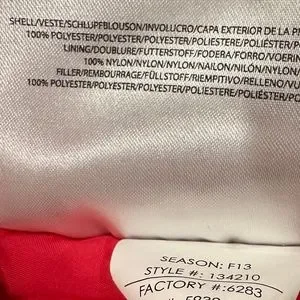 SHELL/VESTE/SCHLUPFBLOUSON/INVOLUCRO/CAPA EXTERIOR DE LA
100% POLYESTER/POLYESTER/POLYESTER/POLIESTERE/POLIÉSTER/
LINING/DOUBLURE/FUTTERSTOFF/FODERA/FORRO/
100% NYLON/NYLON/NYLON/NAILON/NILÓN/NYLON/
FILLER/REMBOURRAGE/FÜLLSTOFF/RIEMPITIVO/RELLENO/
100% POLYESTER/POLYESTER/POLYESTER/POLIESTERE/POLIÉSTER/
SEASON: F13
STYLE #: 134210
FACTORY #:6283